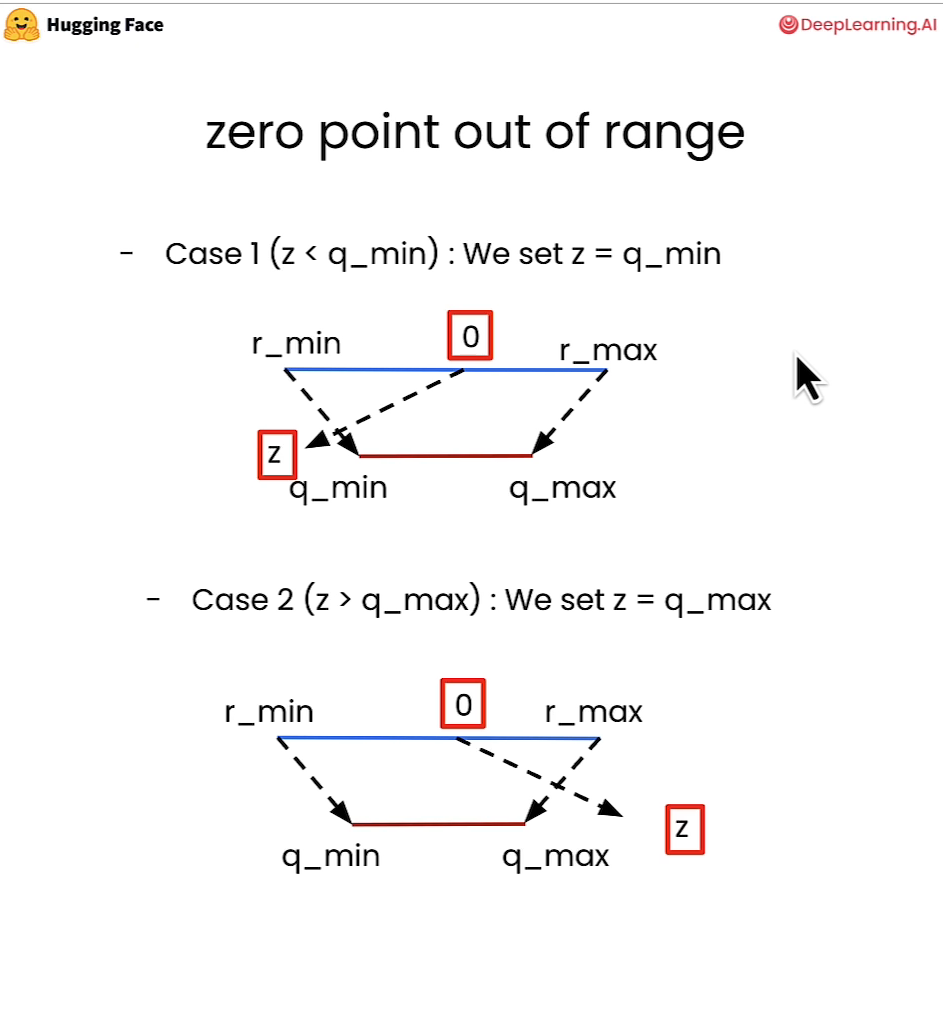 Hugging Face
DeepLearning.AI
zero point out of range
- Case 1 (z < q_min) : We set z = q_min
r_min 0 r_max
z
q_min q_max
- Case 2 (z > q_max) : We set z = q_max
r_min 0 r_max
z
q_min q_max